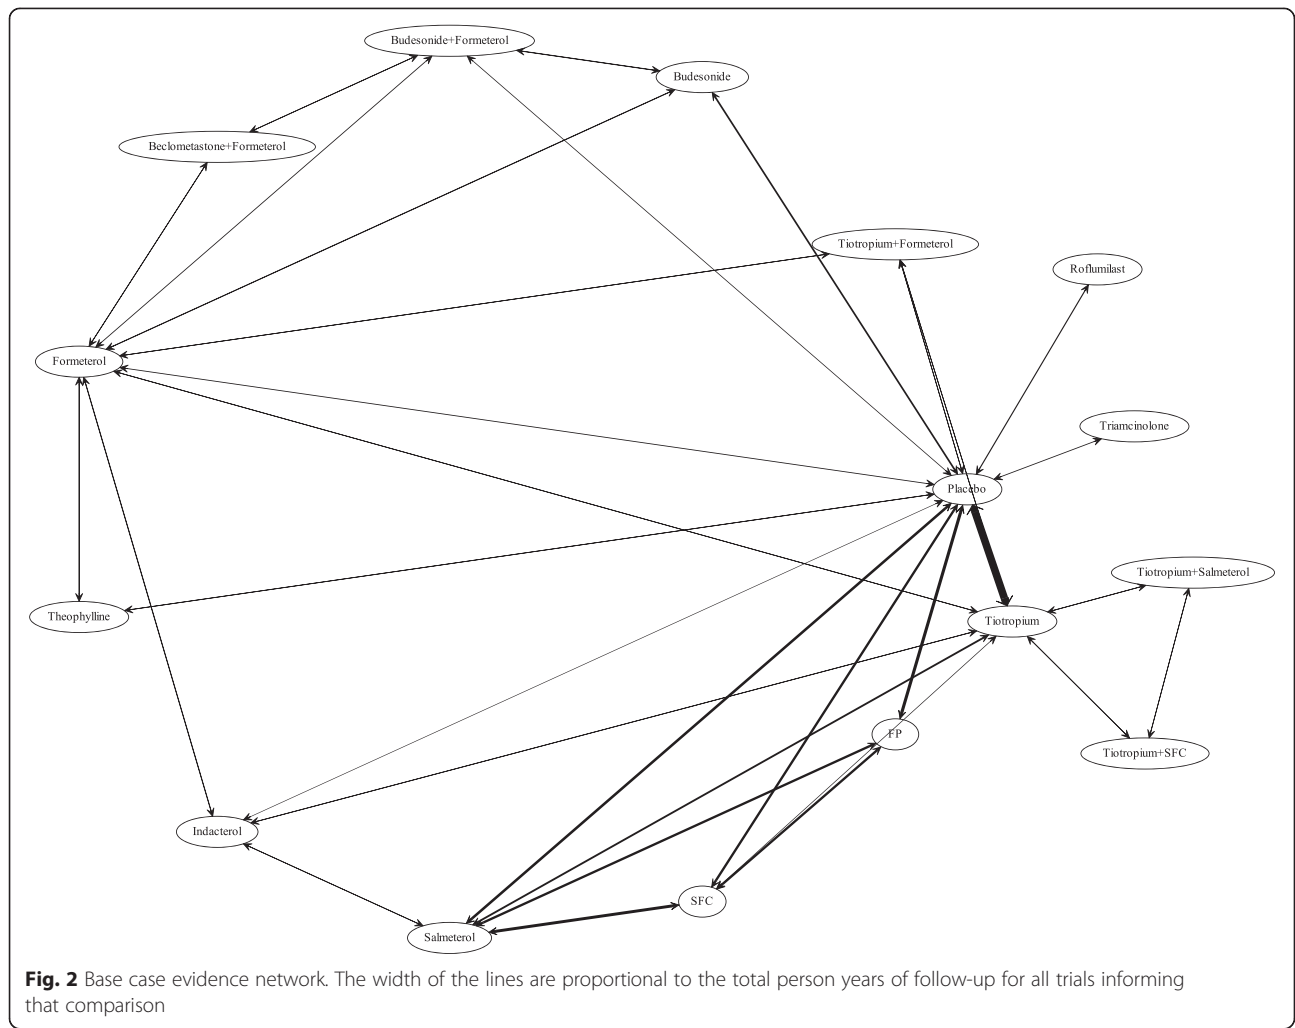 Budesonide+Formeterol
Budesonide
Beclometastone+Formeterol
Tiotropium+Formeterol
Roflumilast
Formeterol
Triamcinolone
Placebo
Tiotropium+Salmeterol
Theophylline
Tiotropium
FP
Tiotropium+SFC
Indacterol
SFC
Salmeterol
Fig. 2 Base case evidence network. The width of the lines are proportional to the total person years of follow-up for all trials informing
that comparison